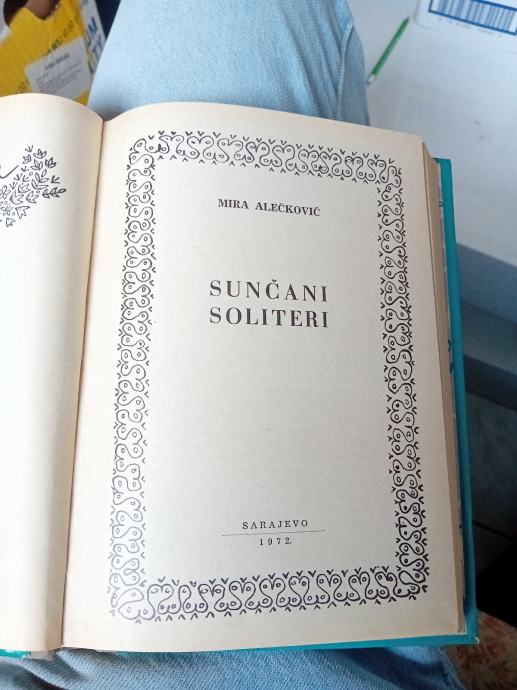 MIRA ALEČKOVIĆ
SUNČANI
SOLITERI
SARAJEVO
1972.